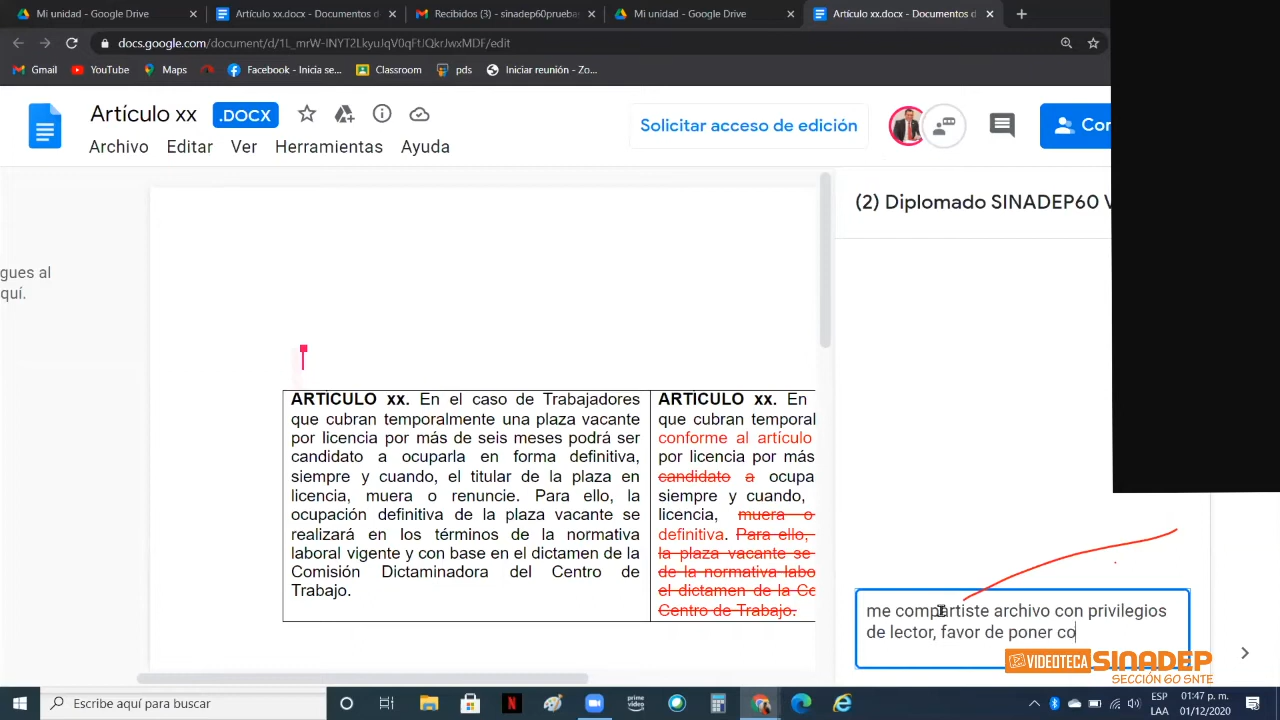 Mi unidad - Google Drive
Artículo xx.docx - Documentos d
Recibidos (3) - sinadep60prueba
Mi unidad - Google Drive
Artículo xx.docx - Documentos d
docs.google.com/document/d/1L_mrW-INYT2LkyuJqV0qFtJQkrJwxMDF/edit
Gmail
YouTube
Maps
Facebook - Inicia se...
Classroom
pds
Iniciar reunión - Zo...
Artículo xx
.DOCX
Solicitar acceso de edición
Con
Archivo
Editar
Ver
Herramientas
Ayuda
(2) Diplomado SINADEP60 V
gues al
quí.
ARTÍCULO xx. En el caso de Trabajadores
que cubran temporalmente una plaza vacante
por licencia por más de seis meses podrá ser
candidato a ocuparla en forma definitiva,
siempre y cuando, el titular de la plaza en
licencia, muera o renuncie. Para ello, la
ocupación definitiva de la plaza vacante se
realizará en los términos de la normativa
laboral vigente y con base en el dictamen de la
Comisión Dictaminadora del Centro de
Trabajo.
ARTÍCULO xx. En
que cubran temporal
conforme al artículo
por licencia por más
candidato a ocupa
siempre y cuando,
licencia, muera o
definitiva. Para ello,
la plaza vacante se
de la normativa labo
el dictamen de la Co
Centro de Trabajo.
me compartiste archivo con privilegios
de lector, favor de poner co
VIDEOTECA SINADEP
SECCIÓN 60 SNTE
Escribe aquí para buscar
prime video
ESP
LAA
01:47 p. m.
01/12/2020